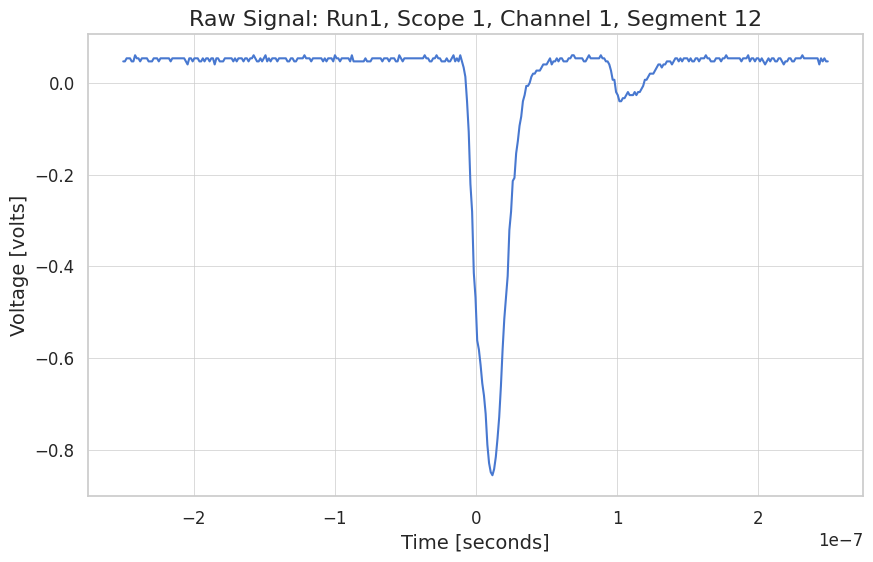 Raw Signal: Run1, Scope 1, Channel 1, Segment 12
Voltage [volts]
0.0
−0.2
−0.4
−0.6
−0.8
−2
−1
0
1
2
1e−7
Time [seconds]